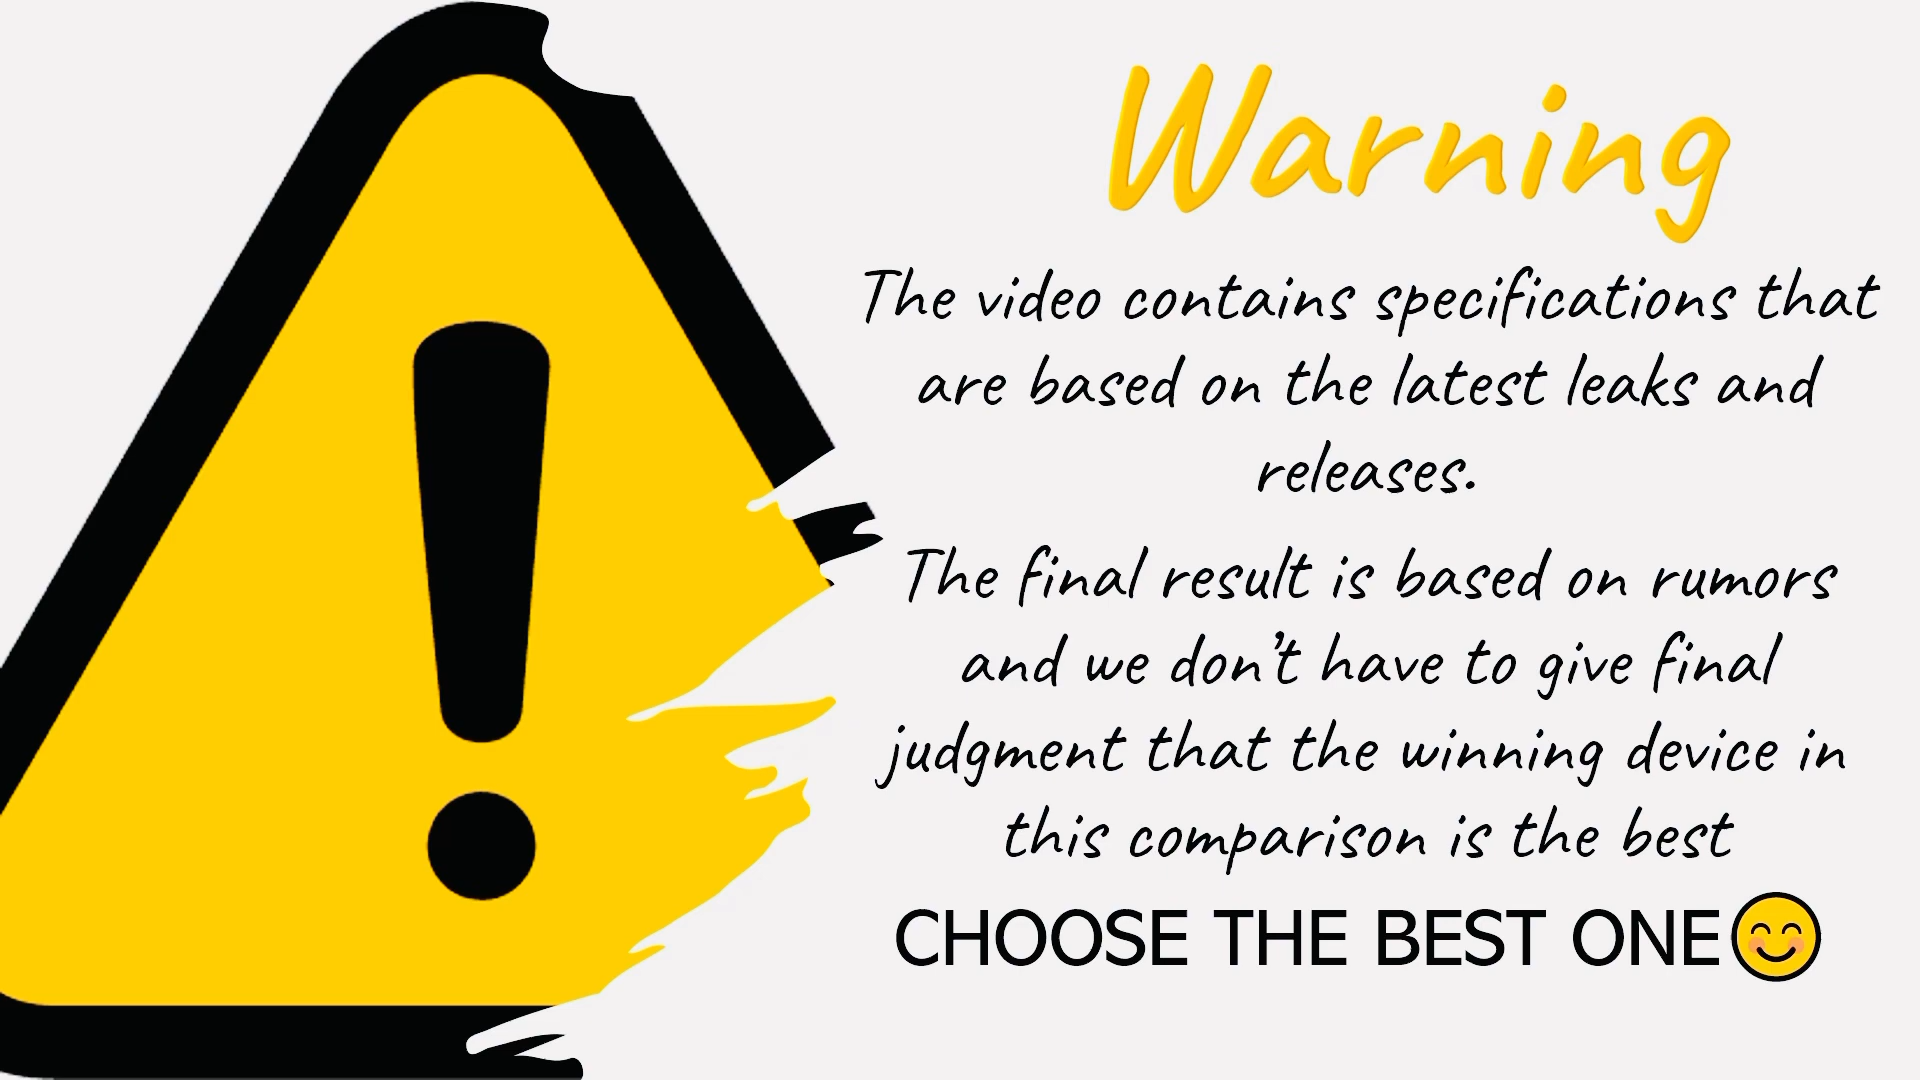 Warning
The video contains specifications that
are based on the latest leaks and
releases.
The final result is based on rumors
and we don't have to give final
judgment that the winning device in
this comparison is the best
CHOOSE THE BEST ONE😊